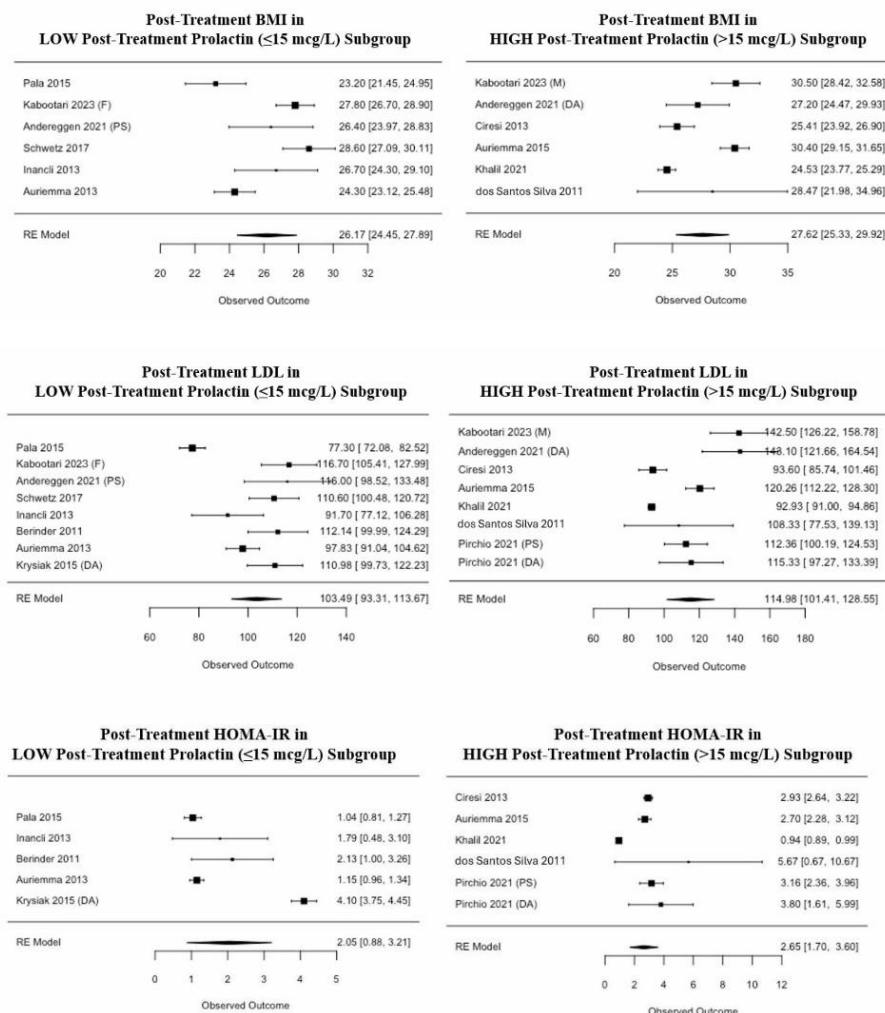 Post-Treatment BMI in
LOW Post-Treatment Prolactin (≤15 mcg/L) Subgroup
Pala 2015 23.20 [21.45, 24.95]
Kabootari 2023 (F) 27.80 [26.70, 28.90]
Andereggen 2021 (PS) 26.40 [23.97, 28.83]
Schwetz 2017 28.60 [27.09, 30.11]
Inancli 2013 26.70 [24.30, 29.10]
Auriemma 2013 24.30 [23.12, 25.48]
RE Model 26.17 [24.45, 27.89]
20 22 24 26 28 30 32
Observed Outcome
Post-Treatment BMI in
HIGH Post-Treatment Prolactin (>15 mcg/L) Subgroup
Kabootari 2023 (M) 30.50 [28.42, 32.58]
Andereggen 2021 (DA) 27.20 [24.47, 29.93]
Ciresi 2013 25.41 [23.92, 26.90]
Auriemma 2015 30.40 [29.15, 31.65]
Khalil 2021 24.53 [23.77, 25.29]
dos Santos Silva 2011 28.47 [21.98, 34.96]
RE Model 27.62 [25.33, 29.92]
20 25 30 35
Observed Outcome
Post-Treatment LDL in
LOW Post-Treatment Prolactin (≤15 mcg/L) Subgroup
Pala 2015 77.30 [ 72.08, 82.52]
Kabootari 2023 (F) 116.70 [105.41, 127.99]
Andereggen 2021 (PS) 116.00 [ 98.52, 133.48]
Schwetz 2017 110.60 [100.48, 120.72]
Inancli 2013 91.70 [ 77.12, 106.28]
Berinder 2011 112.14 [ 99.99, 124.29]
Auriemma 2013 97.83 [ 91.04, 104.62]
Krysiak 2015 (DA) 110.98 [ 99.73, 122.23]
RE Model 103.49 [ 93.31, 113.67]
60 80 100 120 140
Observed Outcome
Post-Treatment LDL in
HIGH Post-Treatment Prolactin (>15 mcg/L) Subgroup
Kabootari 2023 (M) 142.50 [126.22, 158.78]
Andereggen 2021 (DA) 143.10 [121.66, 164.54]
Ciresi 2013 93.60 [ 85.74, 101.46]
Auriemma 2015 120.26 [112.22, 128.30]
Khalil 2021 92.93 [ 91.00, 94.86]
dos Santos Silva 2011 108.33 [ 77.53, 139.13]
Pirchio 2021 (PS) 112.36 [100.19, 124.53]
Pirchio 2021 (DA) 115.33 [ 97.27, 133.39]
RE Model 114.98 [101.41, 128.55]
60 80 100 120 140 160 180
Observed Outcome
Post-Treatment HOMA-IR in
LOW Post-Treatment Prolactin (≤15 mcg/L) Subgroup
Pala 2015 1.04 [0.81, 1.27]
Inancli 2013 1.79 [0.48, 3.10]
Berinder 2011 2.13 [1.00, 3.26]
Auriemma 2013 1.15 [0.96, 1.34]
Krysiak 2015 (DA) 4.10 [3.75, 4.45]
RE Model 2.05 [0.88, 3.21]
0 1 2 3 4 5
Observed Outcome
Post-Treatment HOMA-IR in
HIGH Post-Treatment Prolactin (>15 mcg/L) Subgroup
Ciresi 2013 2.93 [2.64, 3.22]
Auriemma 2015 2.70 [2.28, 3.12]
Khalil 2021 0.94 [0.89, 0.99]
dos Santos Silva 2011 5.67 [0.67, 10.67]
Pirchio 2021 (PS) 3.16 [2.36, 3.96]
Pirchio 2021 (DA) 3.80 [1.61, 5.99]
RE Model 2.65 [1.70, 3.60]
0 2 4 6 8 10 12
Observed Outcome